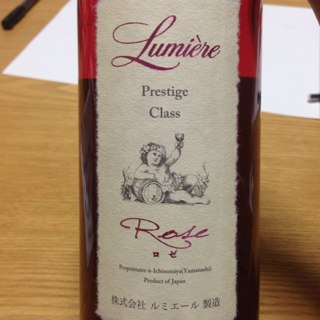 Lumière
Prestige
Class
Rose
ロゼ
Proprietaire-a-Ichinomiya(Yamanashi)
Product of Japan
株式会社 ルミエール 製造